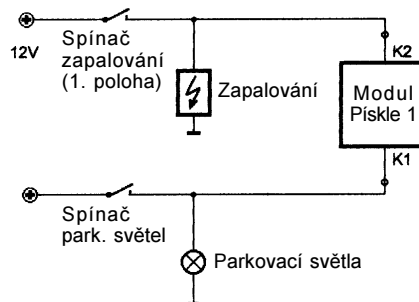 12V
Spínač
zapalování
(1. poloha)
Zapalování
K2
Modul
Pískle 1
K1
Spínač
park. světel
Parkovací světla